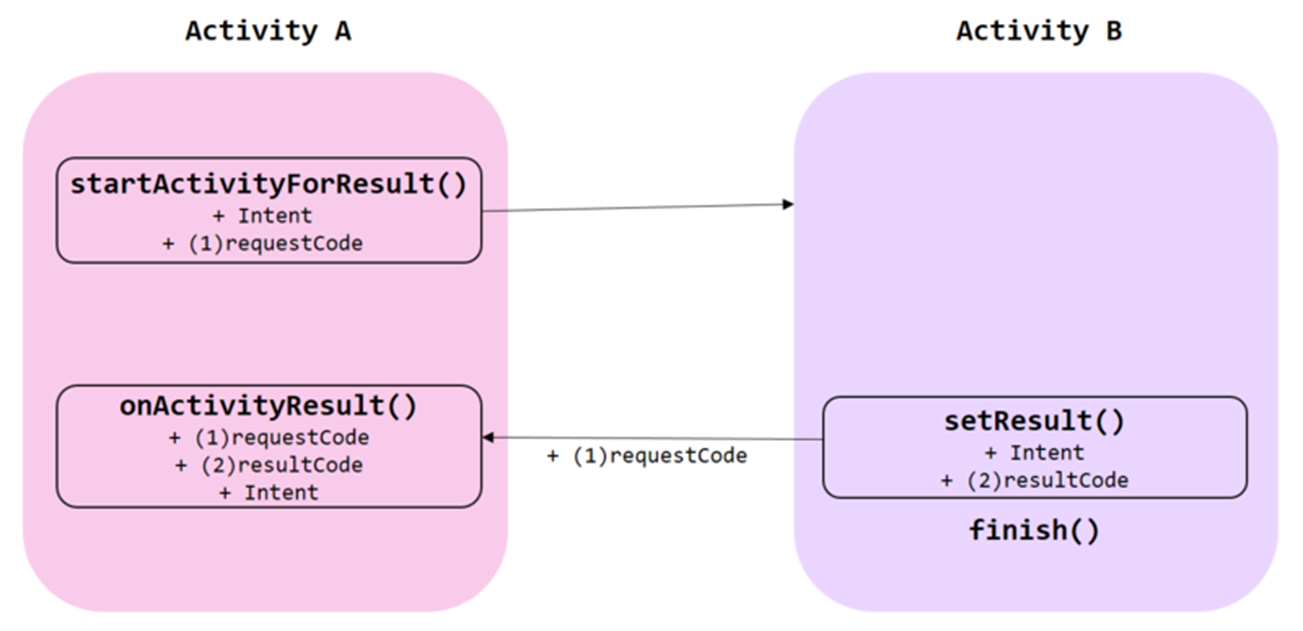 Activity A
Activity B
startActivityForResult()
+ Intent
+ (1)requestCode
onActivityResult()
+ (1)requestCode
+ (2)resultCode
+ Intent
+ (1)requestCode
setResult()
+ Intent
+ (2)resultCode
finish()